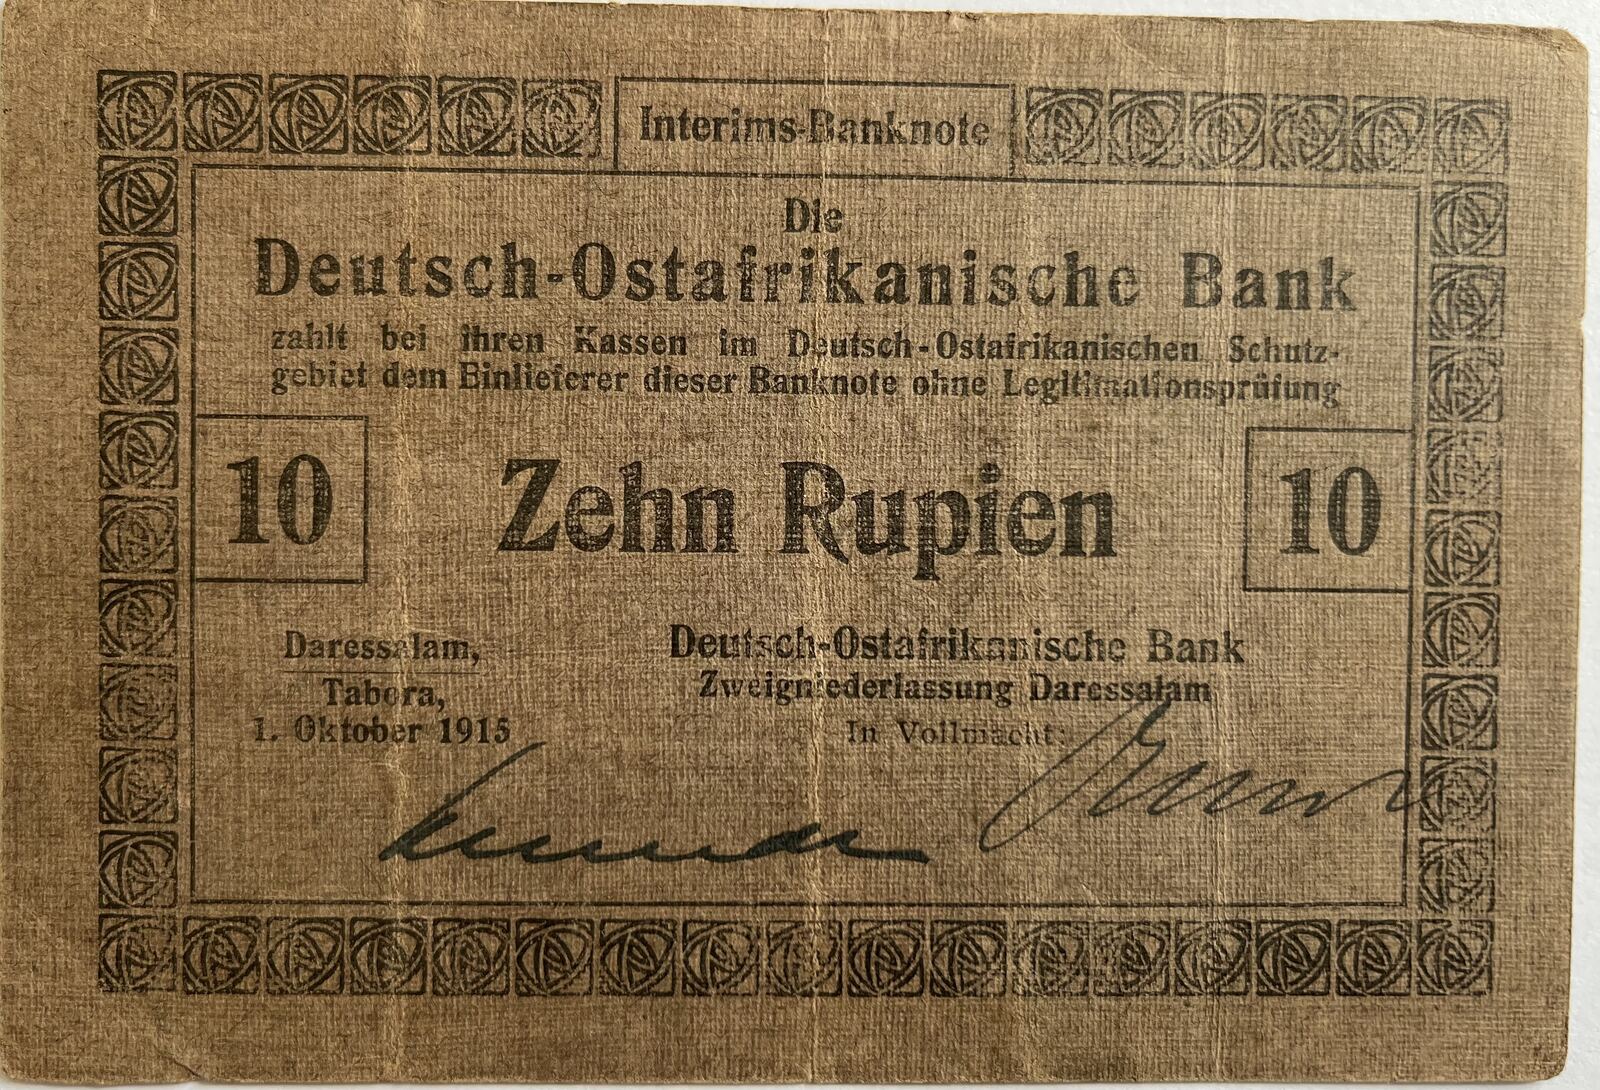 Interims-Banknote
Die
Deutsch-Ostafrikanische Bank
zahlt bei ihren Kassen im Deutsch-Ostafrikanischen Schutz-
gebiet dem Einlieferer dieser Banknote ohne Legitimationsprüfung
10 Zehn Rupien 10
Daressalam,
Tabora,
1. Oktober 1915
Deutsch-Ostafrikanische Bank
Zweigniederlassung Daressalam
In Vollmacht: